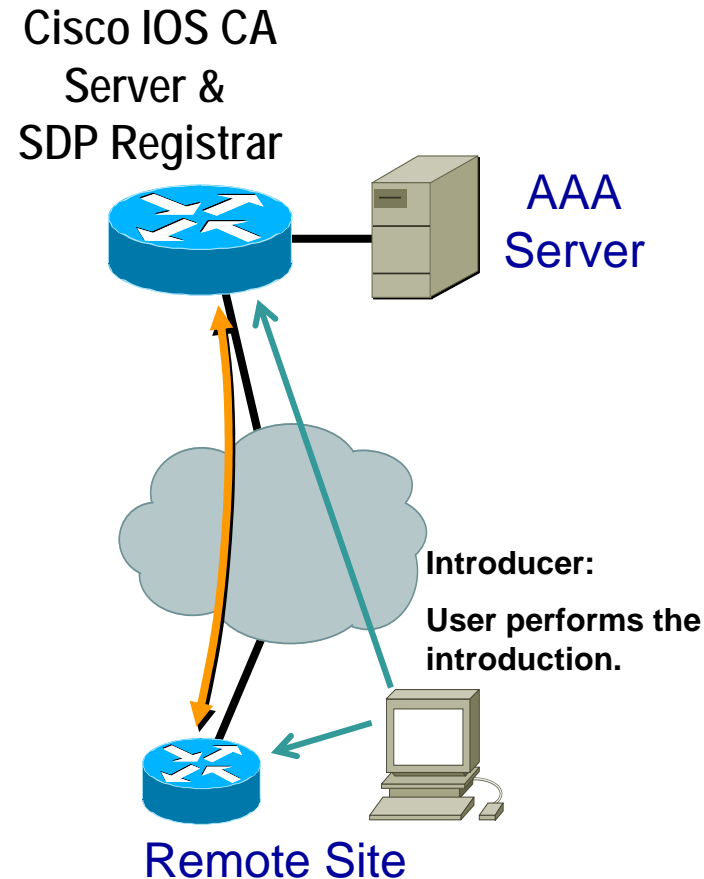 Cisco IOS CA
Server &
SDP Registrar
AAA
Server
Introducer:
User performs the
introduction.
Remote Site